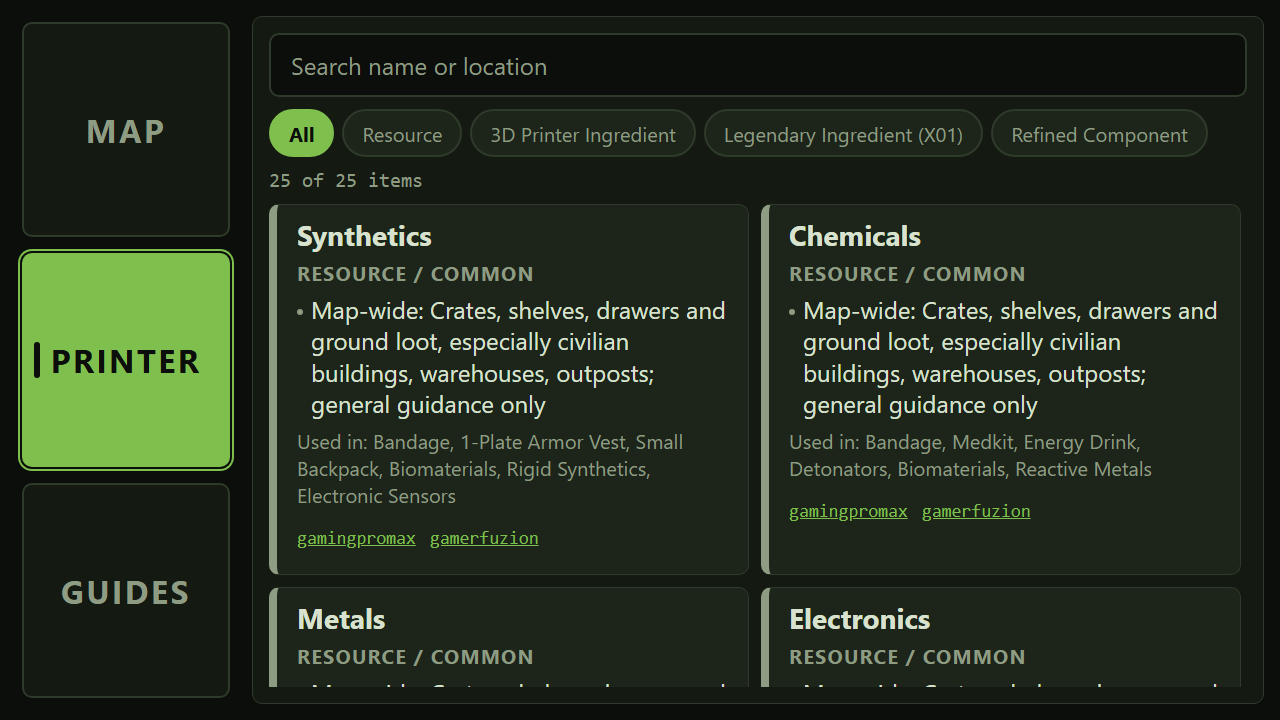 MAP
PRINTER
GUIDES
Search name or location
All
Resource
3D Printer Ingredient
Legendary Ingredient (X01)
Refined Component
25 of 25 items
Synthetics
RESOURCE / COMMON
• Map-wide: Crates, shelves, drawers and
ground loot, especially civilian
buildings, warehouses, outposts;
general guidance only
Used in: Bandage, 1-Plate Armor Vest, Small
Backpack, Biomaterials, Rigid Synthetics,
Electronic Sensors
gamingpromax gamerfuzion
Chemicals
RESOURCE / COMMON
• Map-wide: Crates, shelves, drawers and
ground loot, especially civilian
buildings, warehouses, outposts;
general guidance only
Used in: Bandage, Medkit, Energy Drink,
Detonators, Biomaterials, Reactive Metals
gamingpromax gamerfuzion
Metals
RESOURCE / COMMON
Electronics
RESOURCE / COMMON